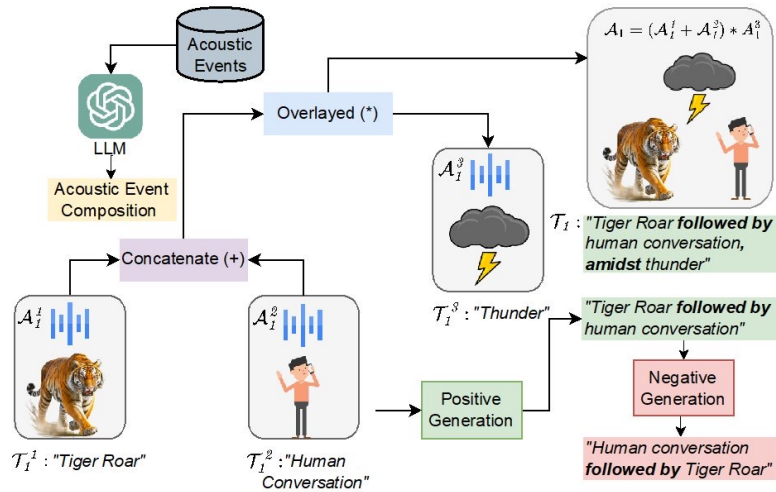 Acoustic
Events
LLM
Acoustic Event
Composition
Overlayed (*)
Concatenate (+)
𝒜₁¹
𝒯₁¹ : "Tiger Roar"
𝒜₁²
𝒯₁² : "Human
Conversation"
𝒜₁³
𝒯₁³ : "Thunder"
𝒜₁ = (𝒜₁¹ + 𝒜₁²) * A₁³
𝒯₁ : "Tiger Roar followed by
human conversation,
amidst thunder"
Positive
Generation
"Tiger Roar followed by
human conversation"
Negative
Generation
"Human conversation
followed by Tiger Roar"